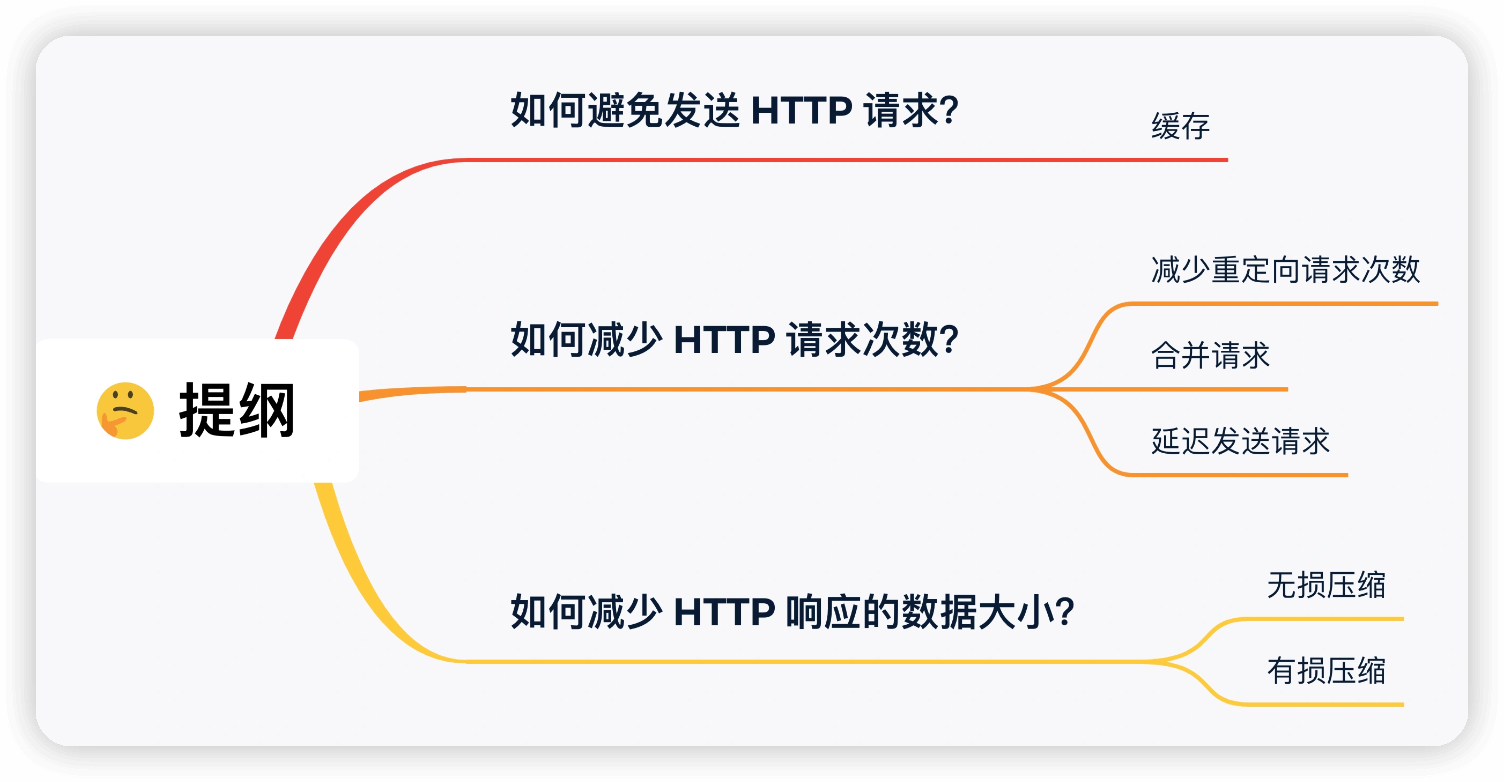 提纲
如何避免发送 HTTP 请求?
缓存
如何减少 HTTP 请求次数?
减少重定向请求次数
合并请求
延迟发送请求
如何减少 HTTP 响应的数据大小?
无损压缩
有损压缩